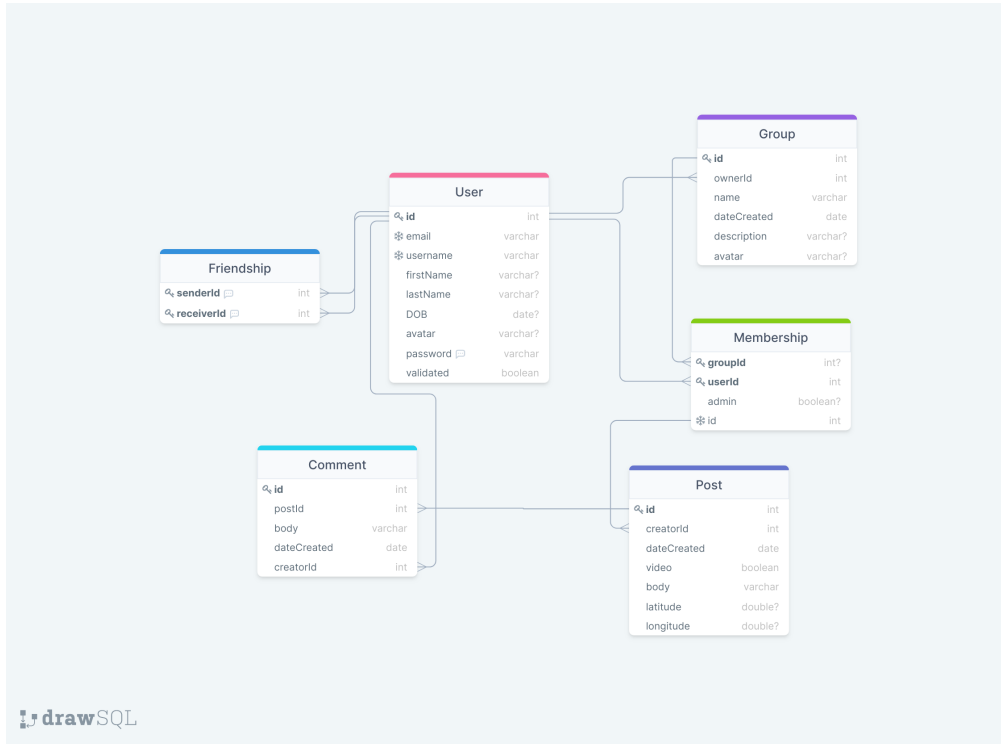 Group
id int
ownerId int
name varchar
dateCreated date
description varchar?
avatar varchar?
User
id int
email varchar
username varchar
firstName varchar?
lastName varchar?
DOB date?
avatar varchar?
password varchar
validated boolean
Friendship
senderId int
receiverId int
Membership
groupId int?
userId int
admin boolean?
id int
Comment
id int
postId int
body varchar
dateCreated date
creatorId int
Post
id int
creatorId int
dateCreated date
video boolean
body varchar
latitude double?
longitude double?
drawSQL